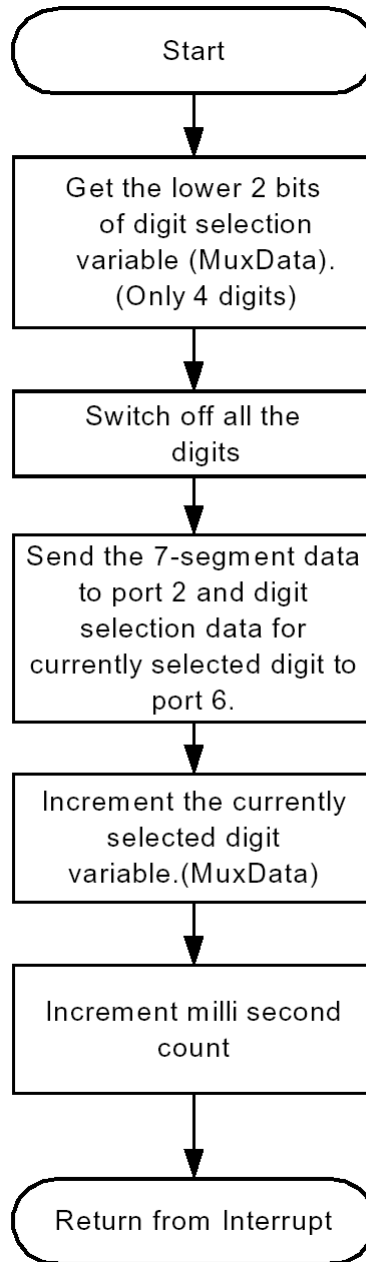 Start
Get the lower 2 bits
of digit selection
variable (MuxData).
(Only 4 digits)
Switch off all the
digits
Send the 7-segment data
to port 2 and digit
selection data for
currently selected digit to
port 6.
Increment the currently
selected digit
variable.(MuxData)
Increment milli second
count
Return from Interrupt